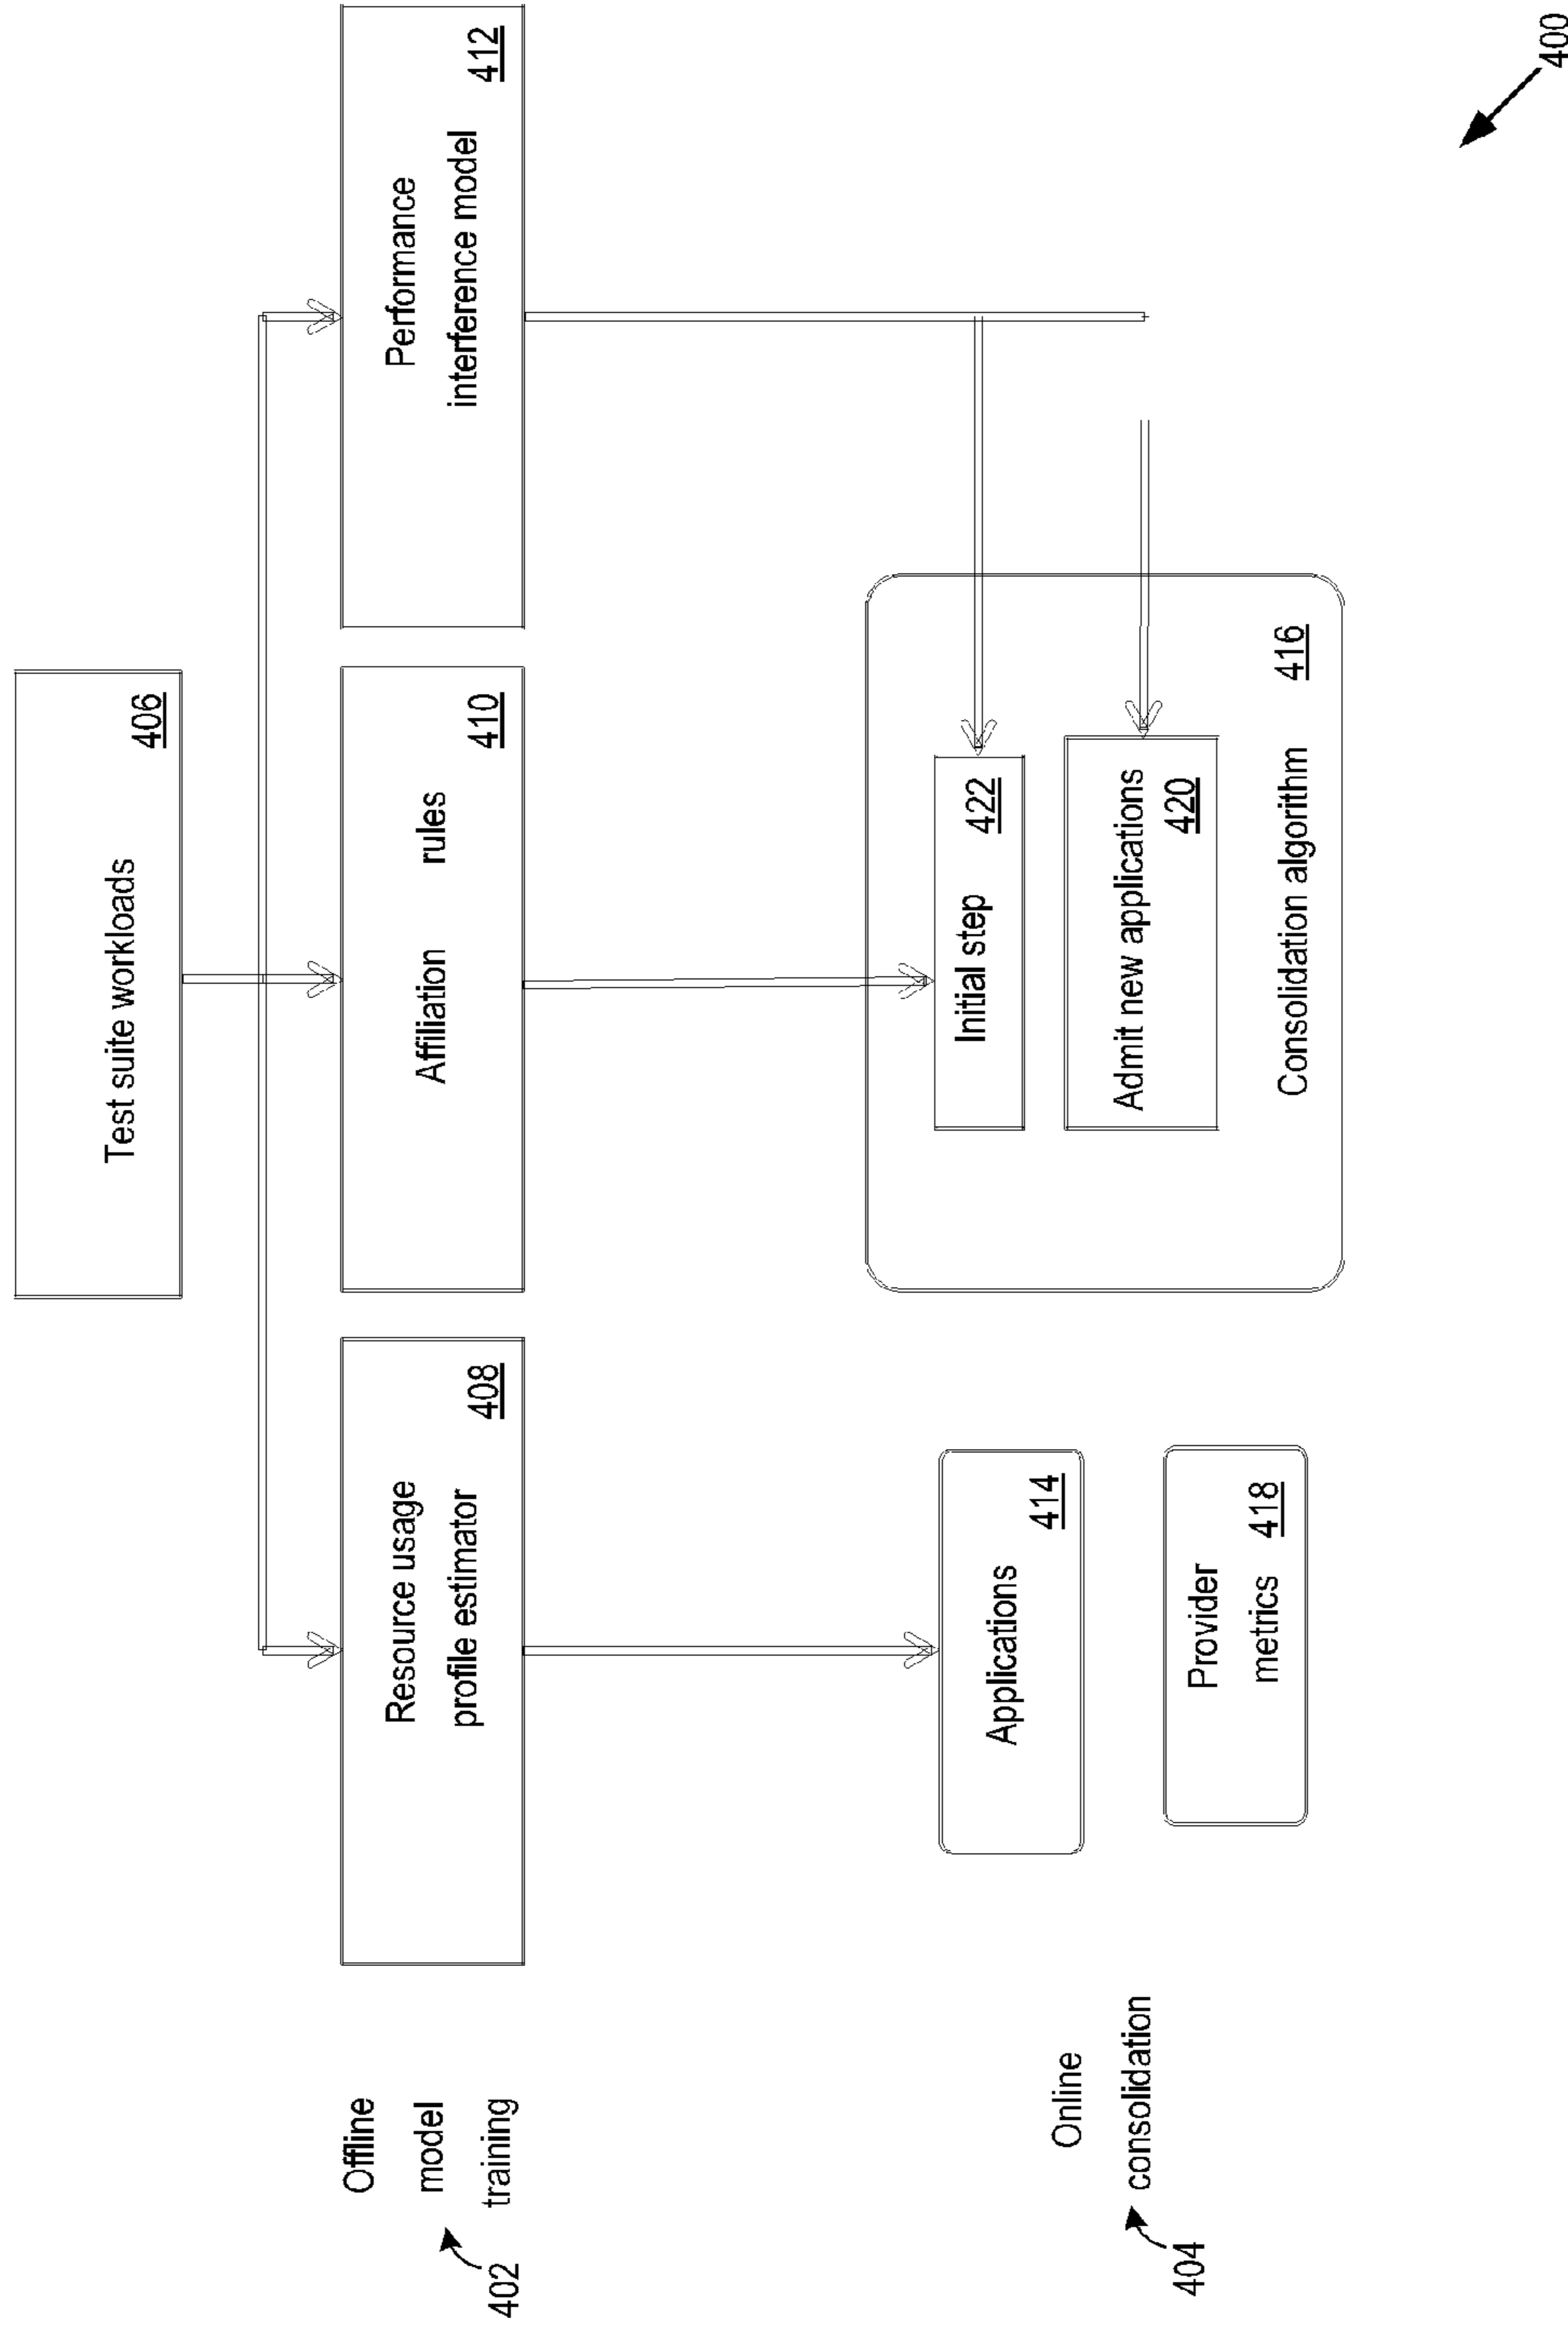 Test suite workloads
406
Offline
model
training
402
Resource usage
profile estimator
408
Affiliation rules
410
Performance
interference model
412
Online
consolidation
404
Applications
414
Provider
metrics 418
Initial step 422
Admit new applications
420
Consolidation algorithm 416
400